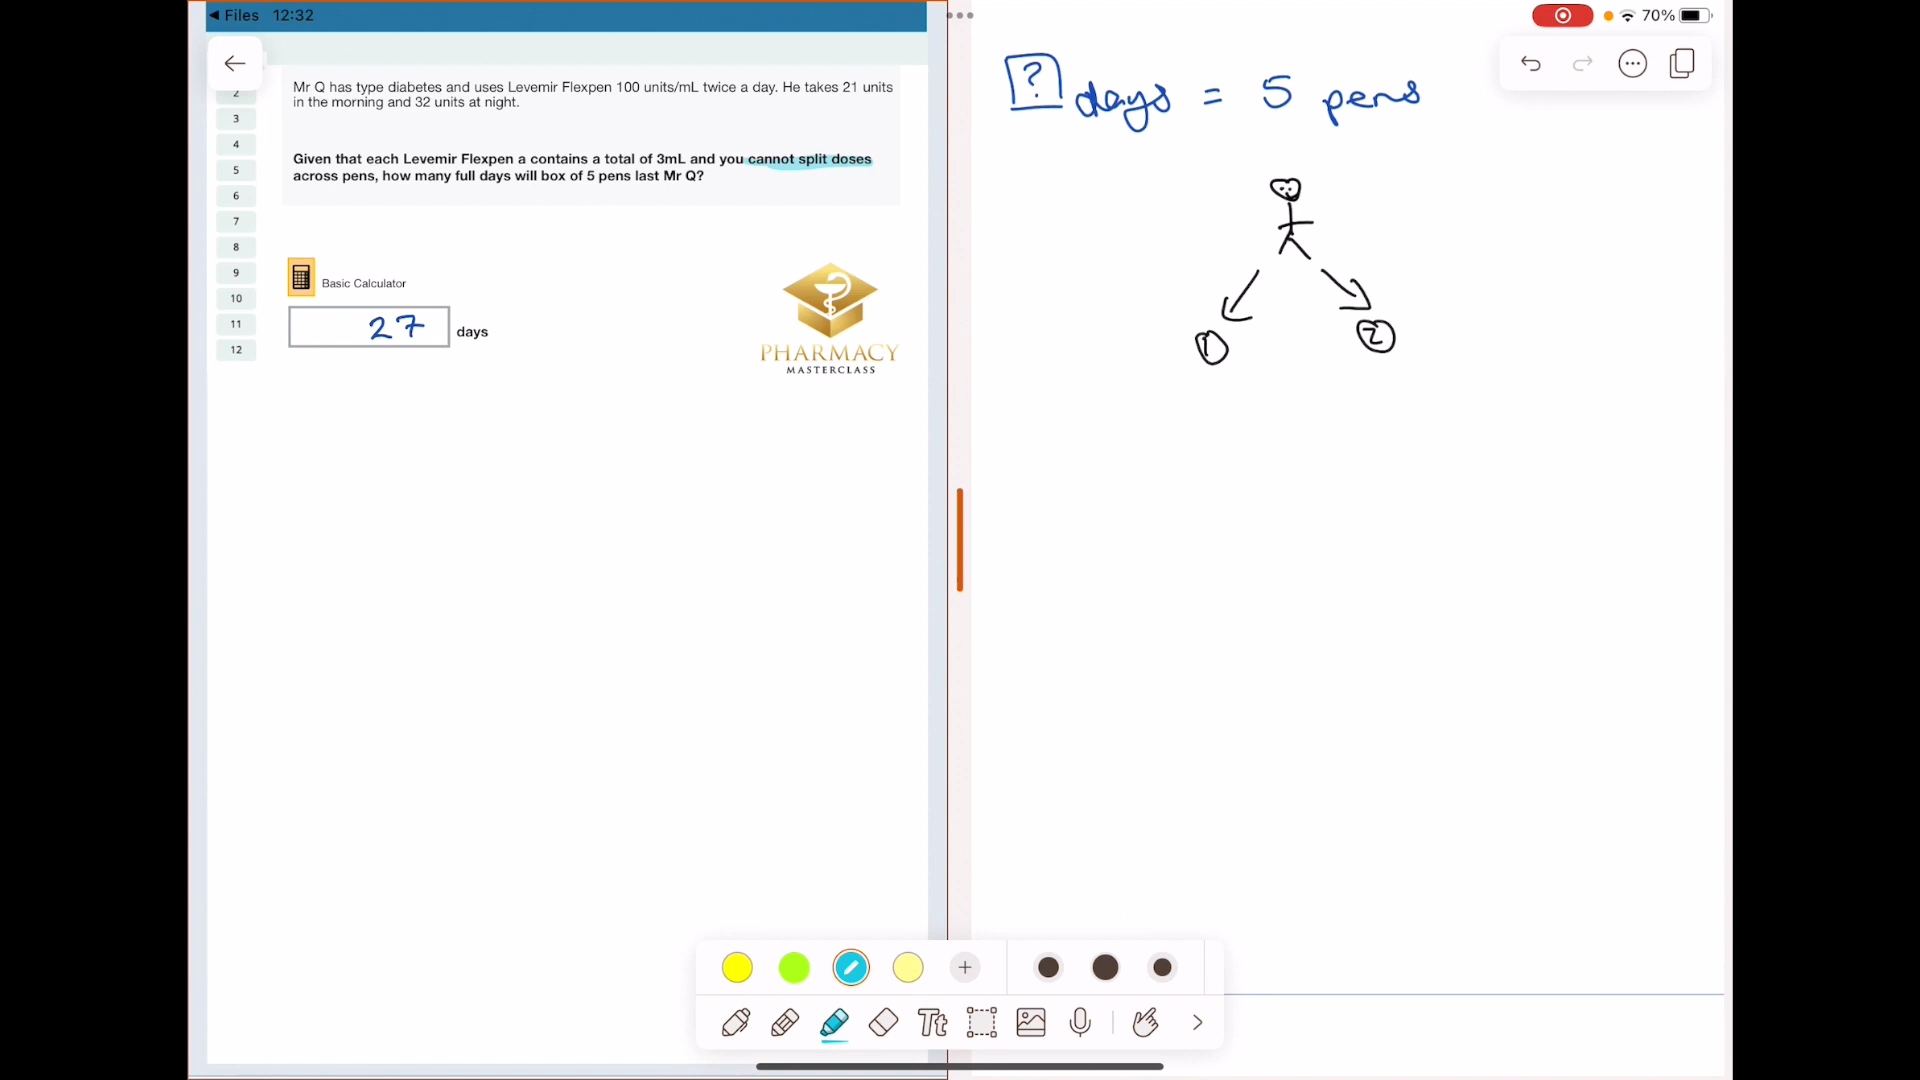 Files 12:32
70%
2
3
4
5
6
7
8
9
10
11
12
Mr Q has type diabetes and uses Levemir Flexpen 100 units/mL twice a day. He takes 21 units
in the morning and 32 units at night.
Given that each Levemir Flexpen a contains a total of 3mL and you cannot split doses
across pens, how many full days will box of 5 pens last Mr Q?
Basic Calculator
27 days
PHARMACY
MASTERCLASS
? days = 5 pens
1 2
Tt